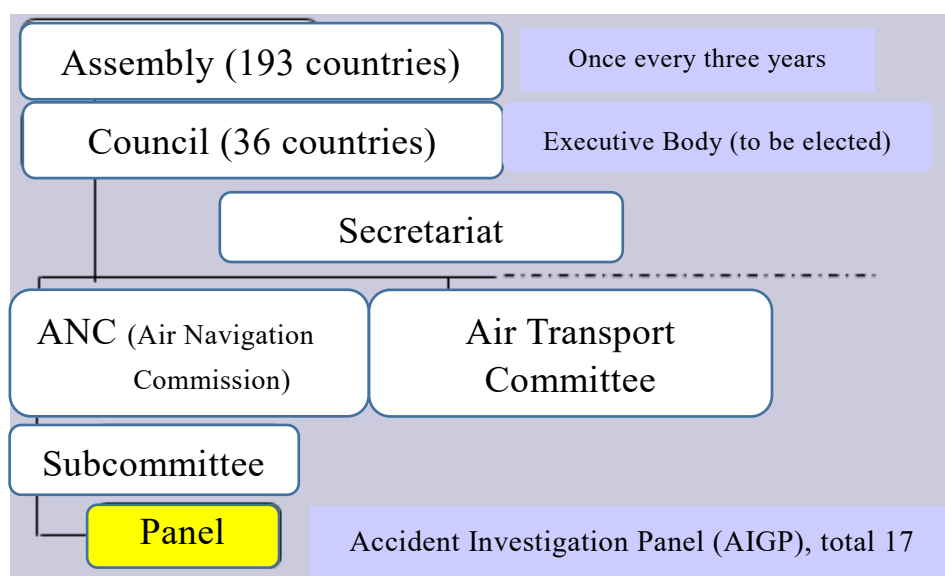 Assembly (193 countries)
Once every three years
Council (36 countries)
Executive Body (to be elected)
Secretariat
ANC (Air Navigation
Commission)
Air Transport
Committee
Subcommittee
Panel
Accident Investigation Panel (AIGP), total 17